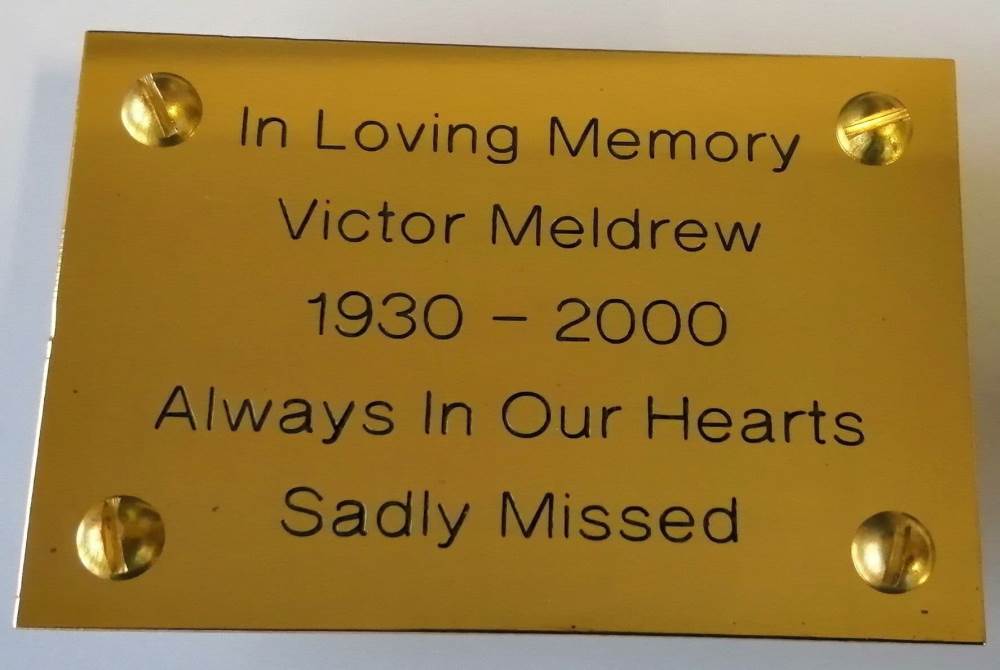 In Loving Memory
Victor Meldrew
1930 – 2000
Always In Our Hearts
Sadly Missed